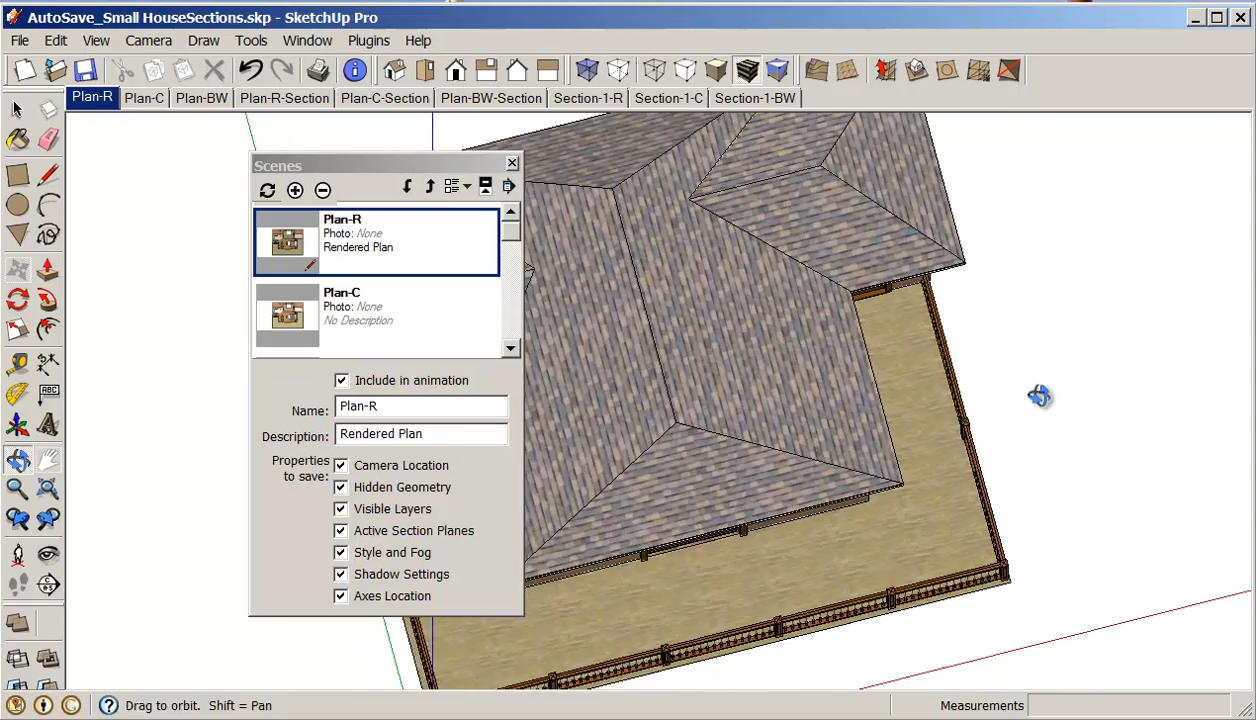 AutoSave_Small HouseSections.skp - SketchUp Pro
File Edit View Camera Draw Tools Window Plugins Help
Plan-R Plan-C Plan-BW Plan-R-Section Plan-C-Section Plan-BW-Section Section-1-R Section-1-C Section-1-BW
Scenes
Plan-R
Photo: None
Rendered Plan
Plan-C
Photo: None
No Description
Include in animation
Name: Plan-R
Description: Rendered Plan
Properties to save:
Camera Location
Hidden Geometry
Visible Layers
Active Section Planes
Style and Fog
Shadow Settings
Axes Location
ABC
Drag to orbit. Shift = Pan
Measurements